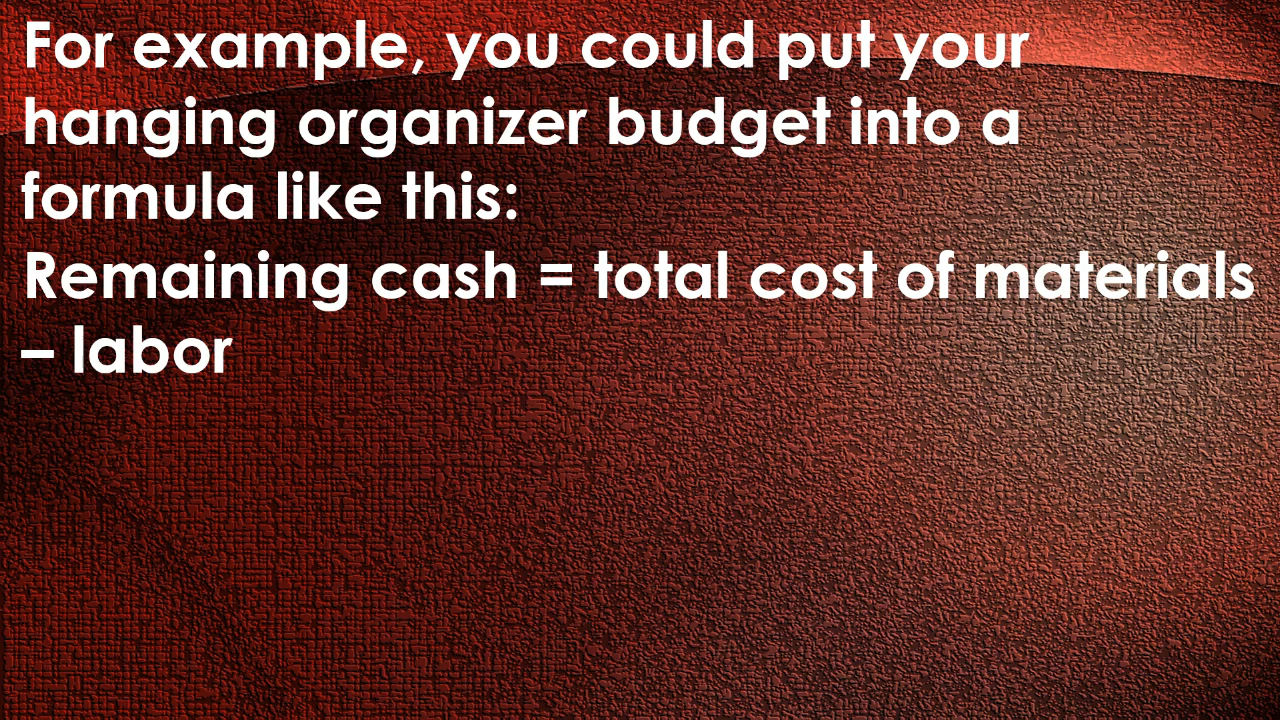 For example, you could put your
hanging organizer budget into a
formula like this:
Remaining cash = total cost of materials
– labor